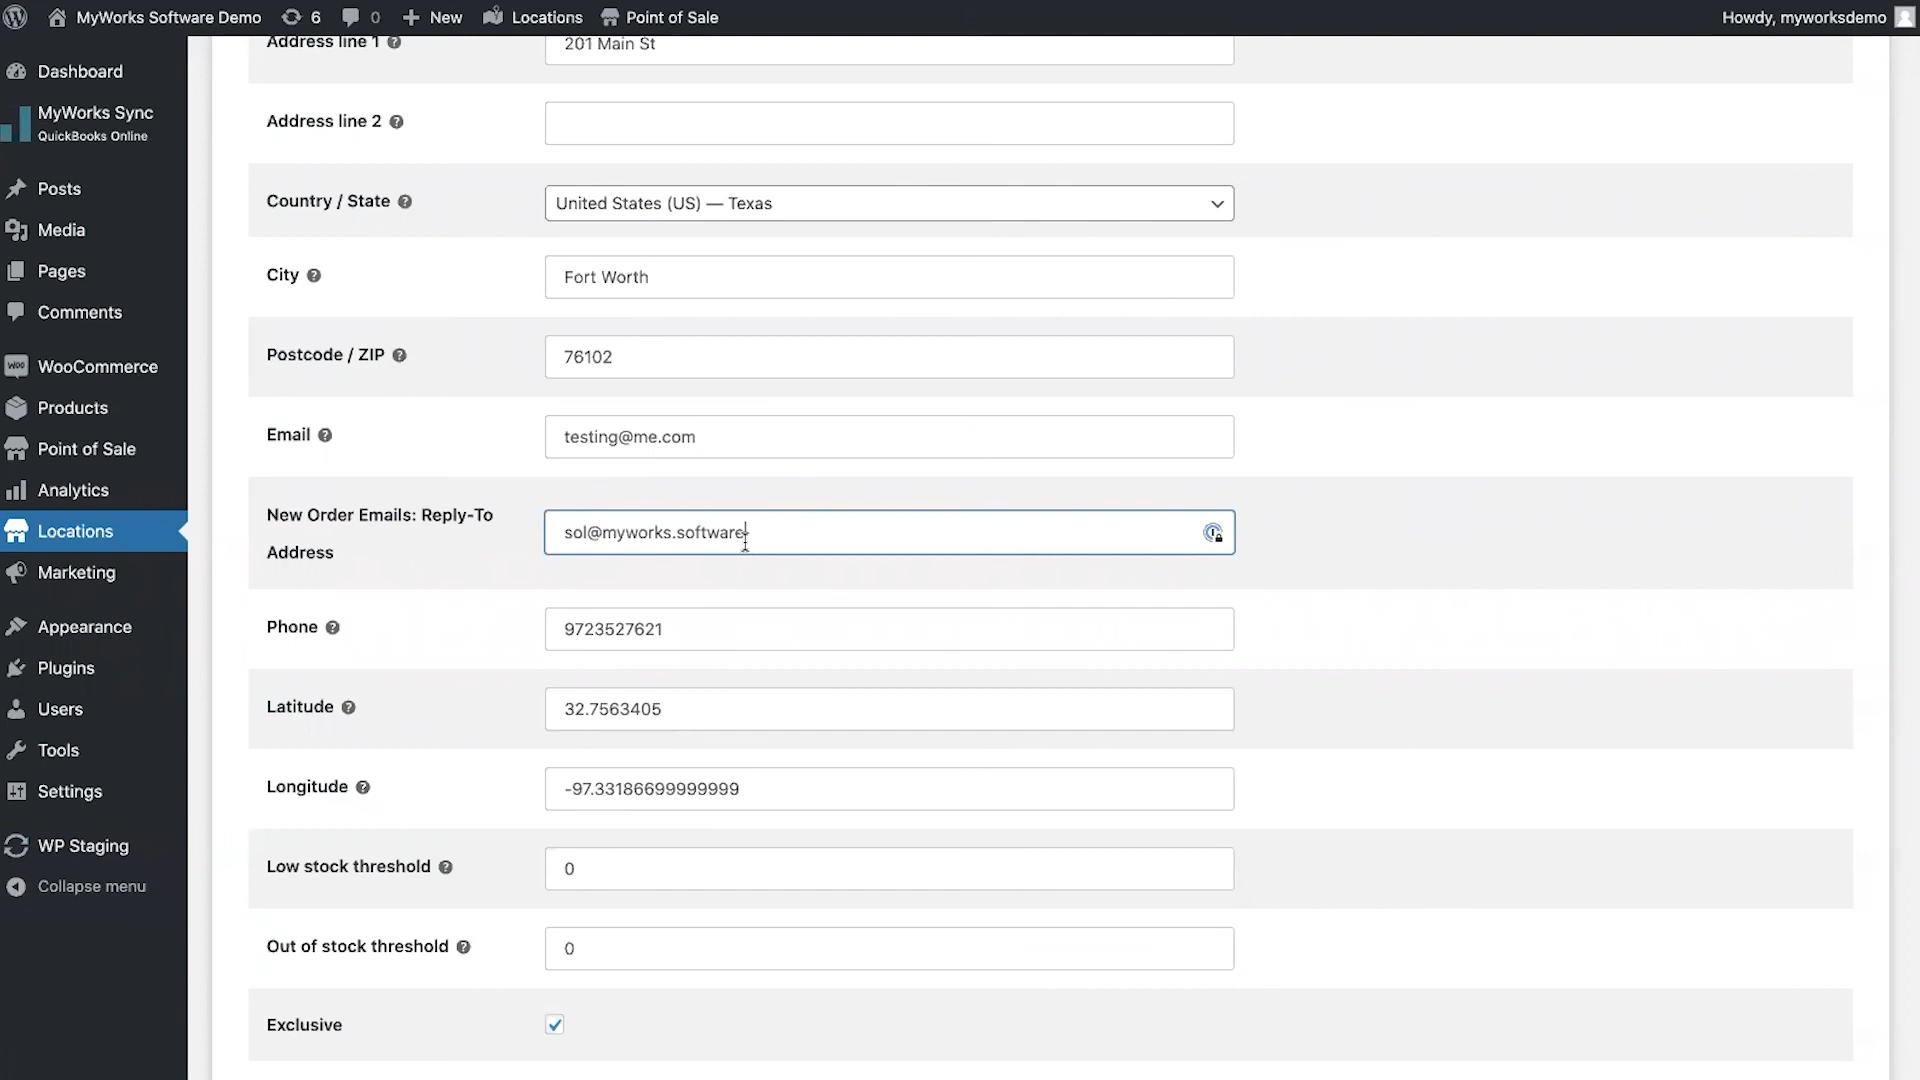 MyWorks Software Demo 6 0 New Locations Point of Sale Howdy, myworksdemo
Dashboard
MyWorks Sync
QuickBooks Online
Posts
Media
Pages
Comments
woo WooCommerce
Products
Point of Sale
Analytics
Locations
Marketing
Appearance
Plugins
Users
Tools
Settings
WP Staging
Collapse menu
Address line 1 201 Main St
Address line 2
Country / State United States (US) — Texas
City Fort Worth
Postcode / ZIP 76102
Email testing@me.com
New Order Emails: Reply-To
Address
sol@myworks.software
Phone 9723527621
Latitude 32.7563405
Longitude -97.33186699999999
Low stock threshold 0
Out of stock threshold 0
Exclusive